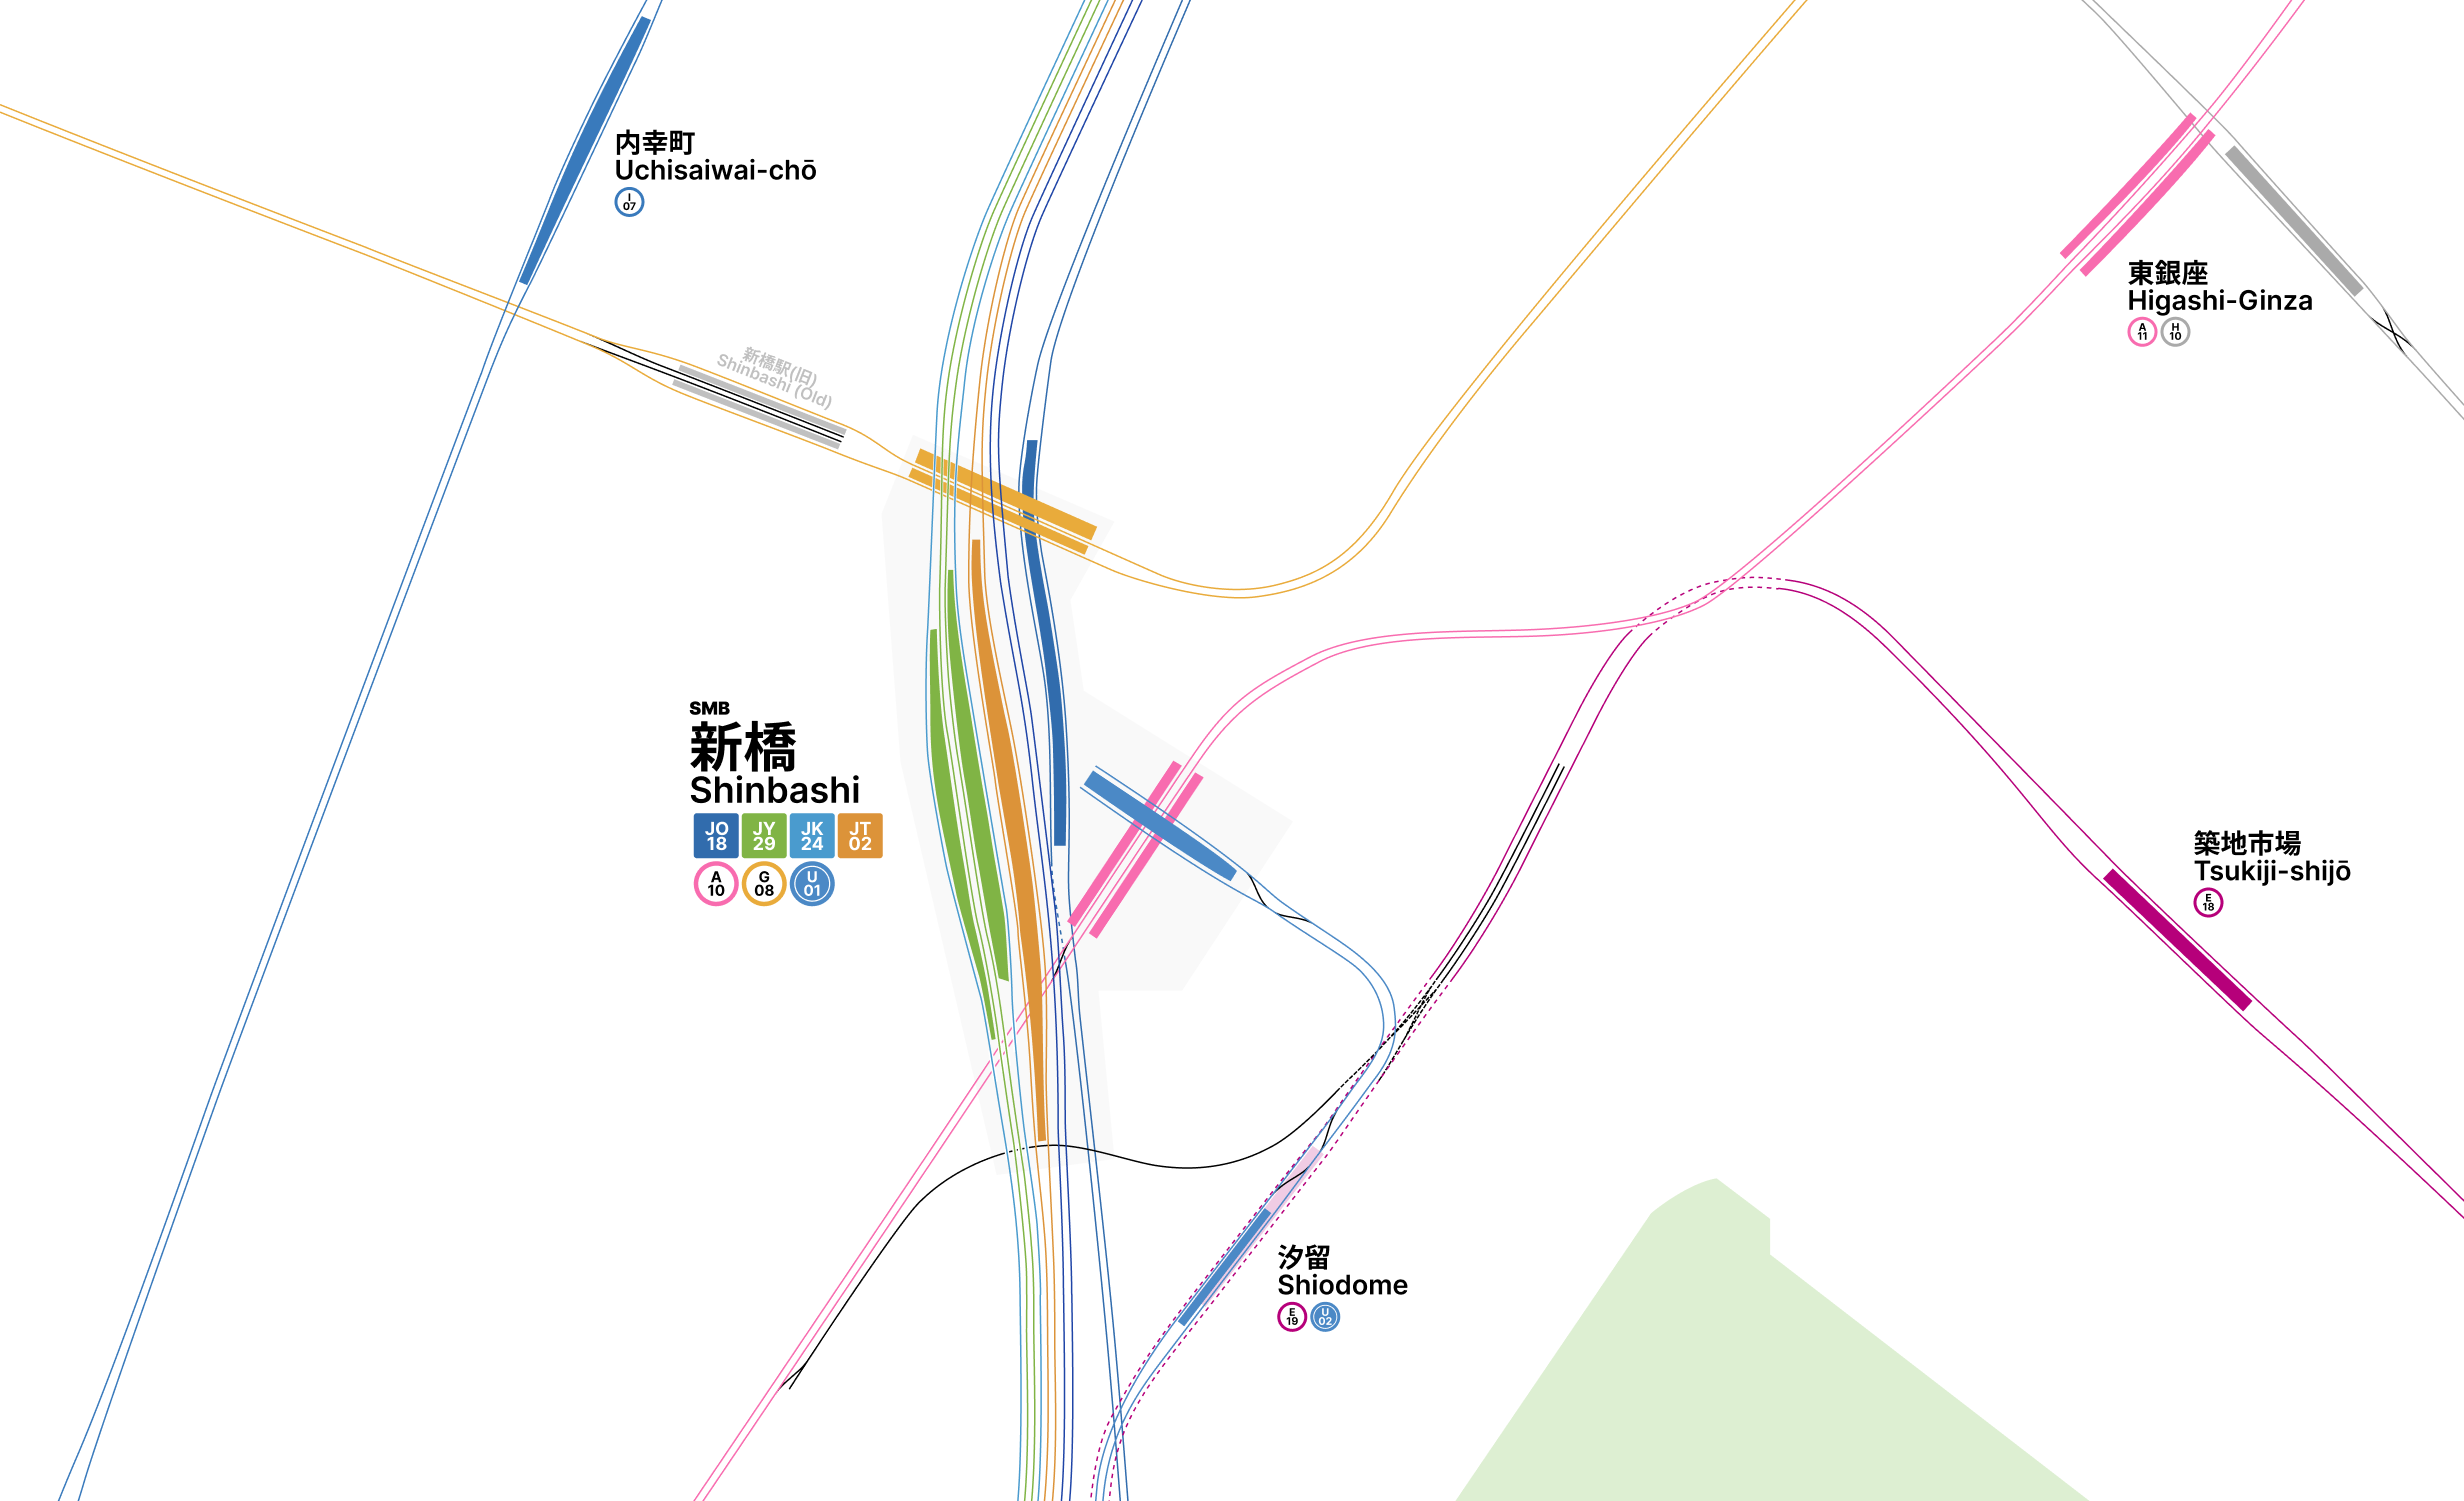 内幸町
Uchisaiwai-chō
I
07
新橋駅(旧)
Shinbashi (Old)
東銀座
Higashi-Ginza
A
11
H
10
SMB
新橋
Shinbashi
JO
18
JY
29
JK
24
JT
02
A
10
G
08
U
01
築地市場
Tsukiji-shijō
E
18
汐留
Shiodome
E
19
U
02